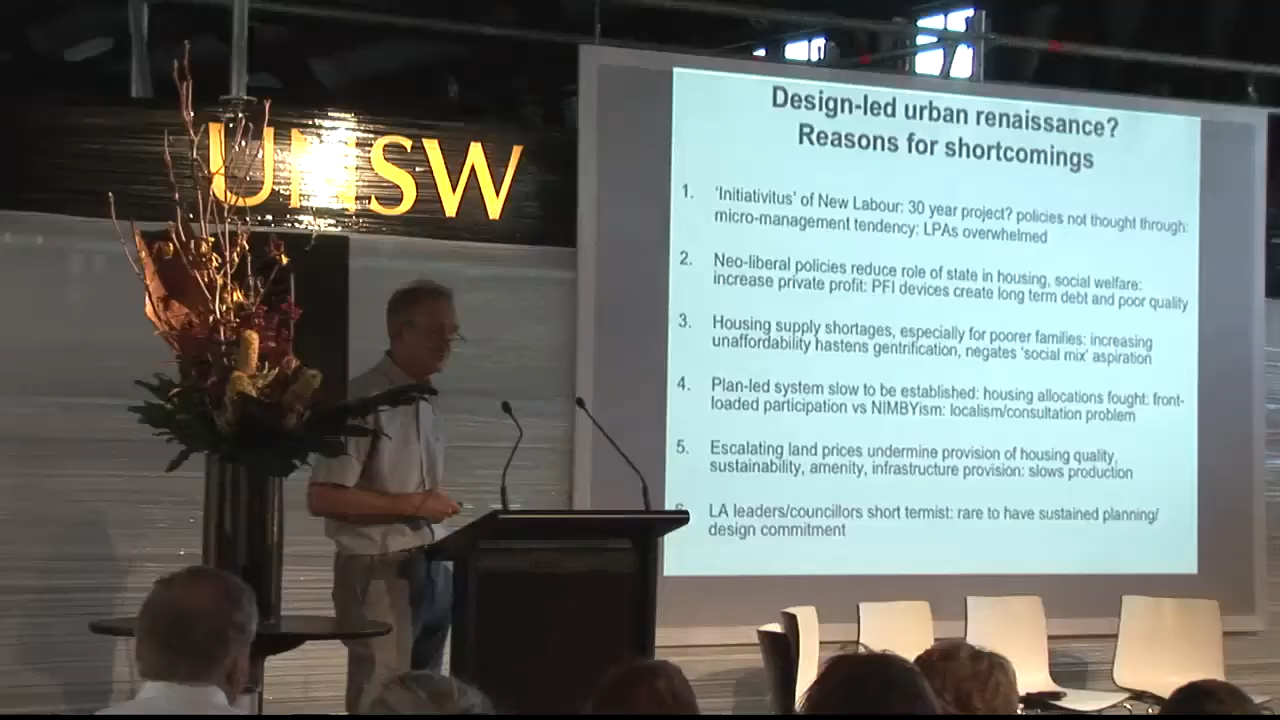 UNSW
Design-led urban renaissance?
Reasons for shortcomings
1. 'Initiativitus' of New Labour: 30 year project? policies not thought through:
micro-management tendency: LPAs overwhelmed
2. Neo-liberal policies reduce role of state in housing, social welfare:
increase private profit: PFI devices create long term debt and poor quality
3. Housing supply shortages, especially for poorer families: increasing
unaffordability hastens gentrification, negates 'social mix' aspiration
4. Plan-led system slow to be established: housing allocations fought: front-
loaded participation vs NIMBYism: localism/consultation problem
5. Escalating land prices undermine provision of housing quality,
sustainability, amenity, infrastructure provision: slows production
LA leaders/councillors short termist: rare to have sustained planning/
design commitment